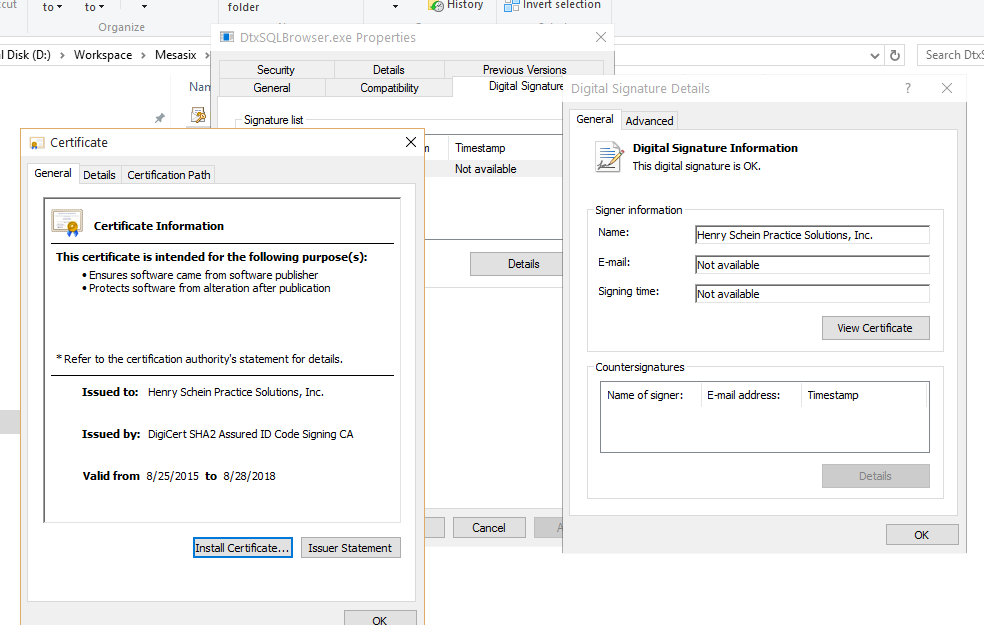 cut
to
to
folder
History
Invert selection
Organize
l Disk (D:) > Workspace > Mesasix >
DtxSQLBrowser.exe Properties
Search Dtx
Nan
Security
Details
Previous Versions
General
Compatibility
Digital Signature
Signature list
Timestamp
Not available
Details
Cancel
Digital Signature Details
?
General
Advanced
Digital Signature Information
This digital signature is OK.
Signer information
Name:
Henry Schein Practice Solutions, Inc.
E-mail:
Not available
Signing time:
Not available
View Certificate
Countersignatures
Name of signer:
E-mail address:
Timestamp
Details
OK
Certificate
General
Details
Certification Path
Certificate Information
This certificate is intended for the following purpose(s):
• Ensures software came from software publisher
• Protects software from alteration after publication
* Refer to the certification authority's statement for details.
Issued to: Henry Schein Practice Solutions, Inc.
Issued by: DigiCert SHA2 Assured ID Code Signing CA
Valid from 8/25/2015 to 8/28/2018
Install Certificate...
Issuer Statement
OK